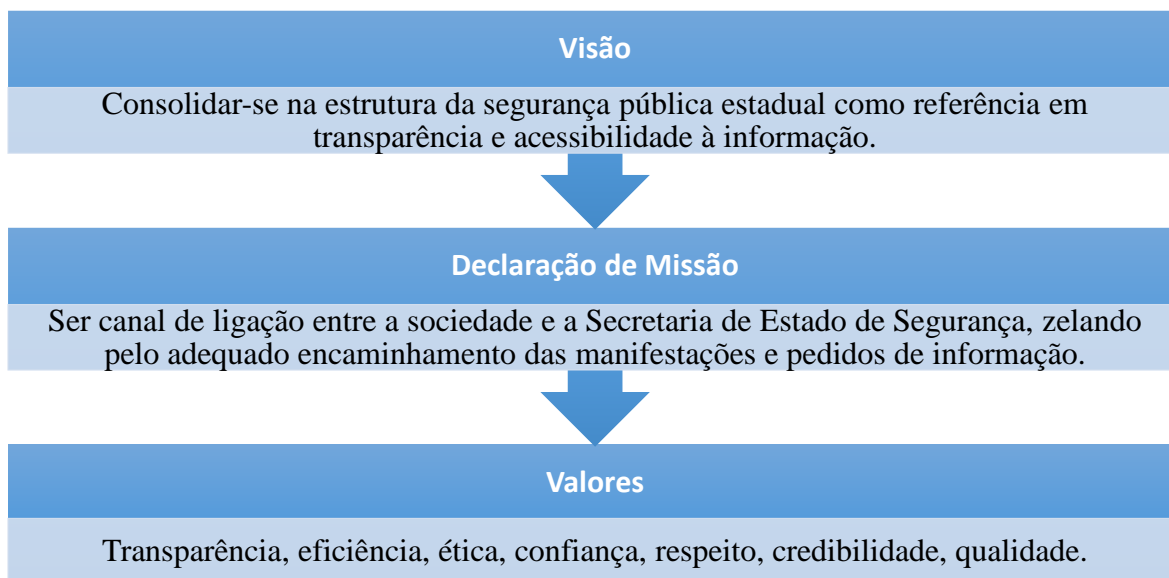 Visão
Consolidar-se na estrutura da segurança pública estadual como referência em
transparência e acessibilidade à informação.
Declaração de Missão
Ser canal de ligação entre a sociedade e a Secretaria de Estado de Segurança, zelando
pelo adequado encaminhamento das manifestações e pedidos de informação.
Valores
Transparência, eficiência, ética, confiança, respeito, credibilidade, qualidade.